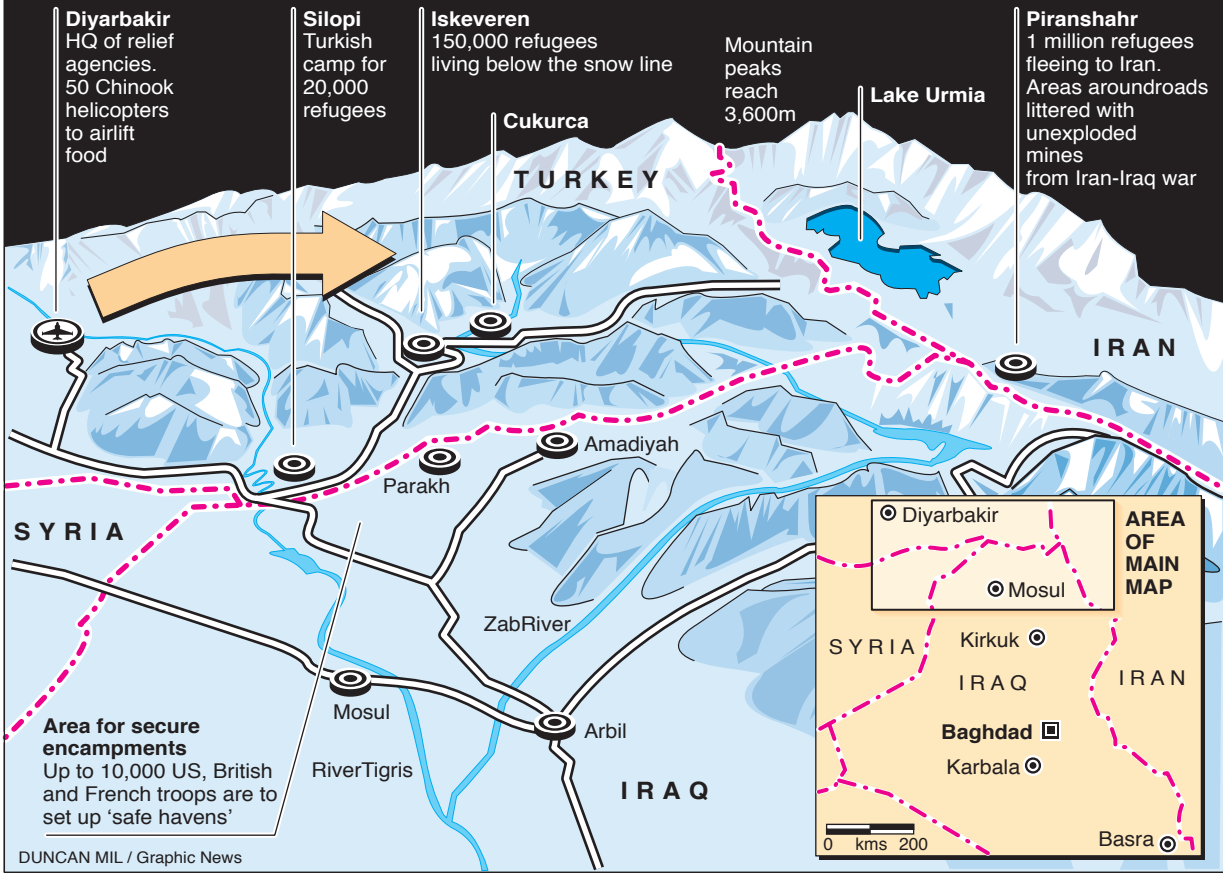 Diyarbakir
HQ of relief
agencies.
50 Chinook
helicopters
to airlift
food
Silopi
Turkish
camp for
20,000
refugees
Iskeveren
150,000 refugees
living below the snow line
Cukurca
Mountain
peaks
reach
3,600m
Lake Urmia
Piranshahr
1 million refugees
fleeing to Iran.
Areas aroundroads
littered with
unexploded
mines
from Iran-Iraq war
TURKEY
IRAN
SYRIA
Parakh
Amadiyah
ZabRiver
Mosul
Arbil
RiverTigris
IRAQ
Area for secure
encampments
Up to 10,000 US, British
and French troops are to
set up ‘safe havens’
DUNCAN MIL / Graphic News
AREA
OF
MAIN
MAP
Diyarbakir
Mosul
Kirkuk
SYRIA
IRAQ
IRAN
Baghdad
Karbala
Basra
0 kms 200